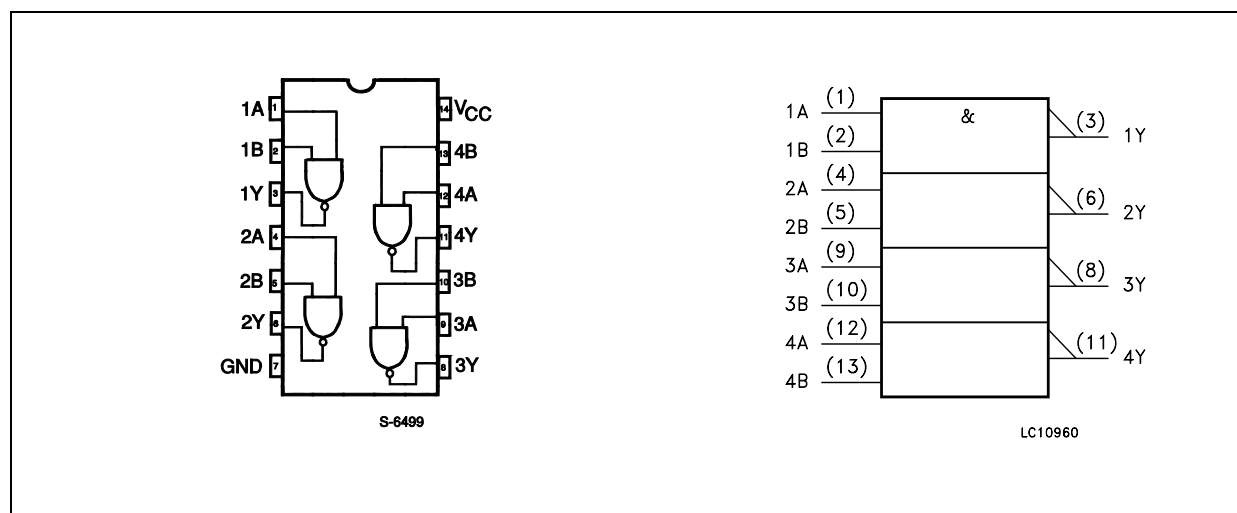 1A 1 14 VCC
1B 2 13 4B
1Y 3 12 4A
2A 4 11 4Y
2B 5 10 3B
2Y 6 9 3A
GND 7 8 3Y
S-6499
1A (1) & (3) 1Y
1B (2)
2A (4) (6) 2Y
2B (5)
3A (9) (8) 3Y
3B (10)
4A (12) (11) 4Y
4B (13)
LC10960